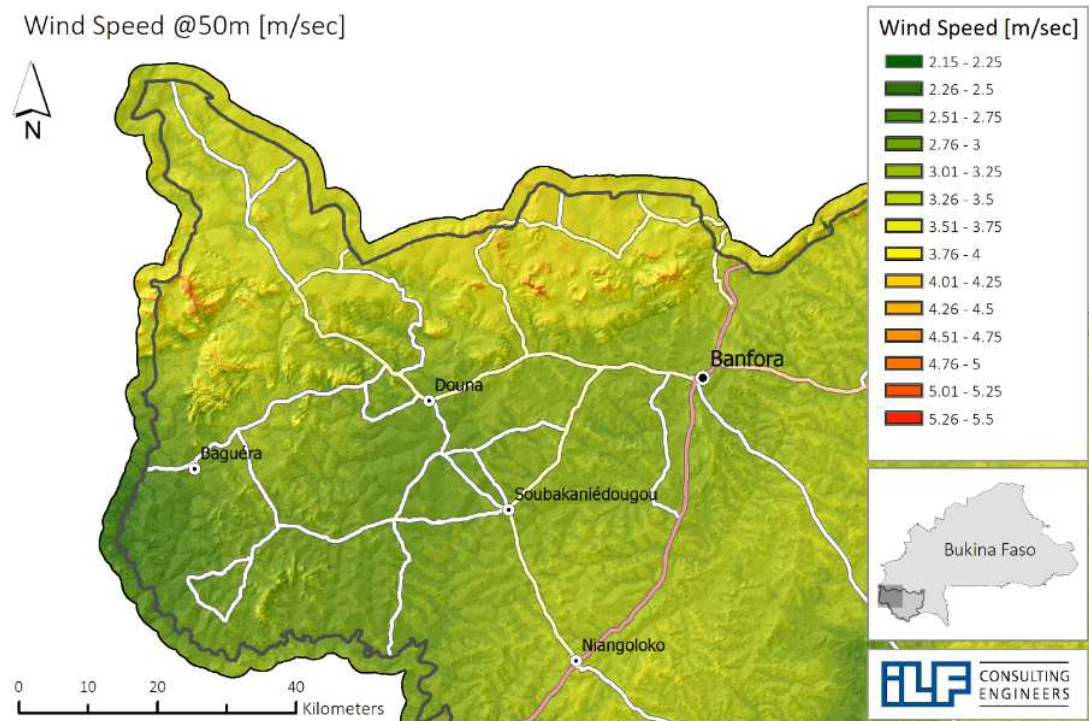 Wind Speed @50m [m/sec]
N
Banfora
Douna
Baguéra
Soubakaniédougou
Niangoloko
0 10 20 40
Kilometers
Wind Speed [m/sec]
2.15 - 2.25
2.26 - 2.5
2.51 - 2.75
2.76 - 3
3.01 - 3.25
3.26 - 3.5
3.51 - 3.75
3.76 - 4
4.01 - 4.25
4.26 - 4.5
4.51 - 4.75
4.76 - 5
5.01 - 5.25
5.26 - 5.5
Bukina Faso
iLF CONSULTING
ENGINEERS